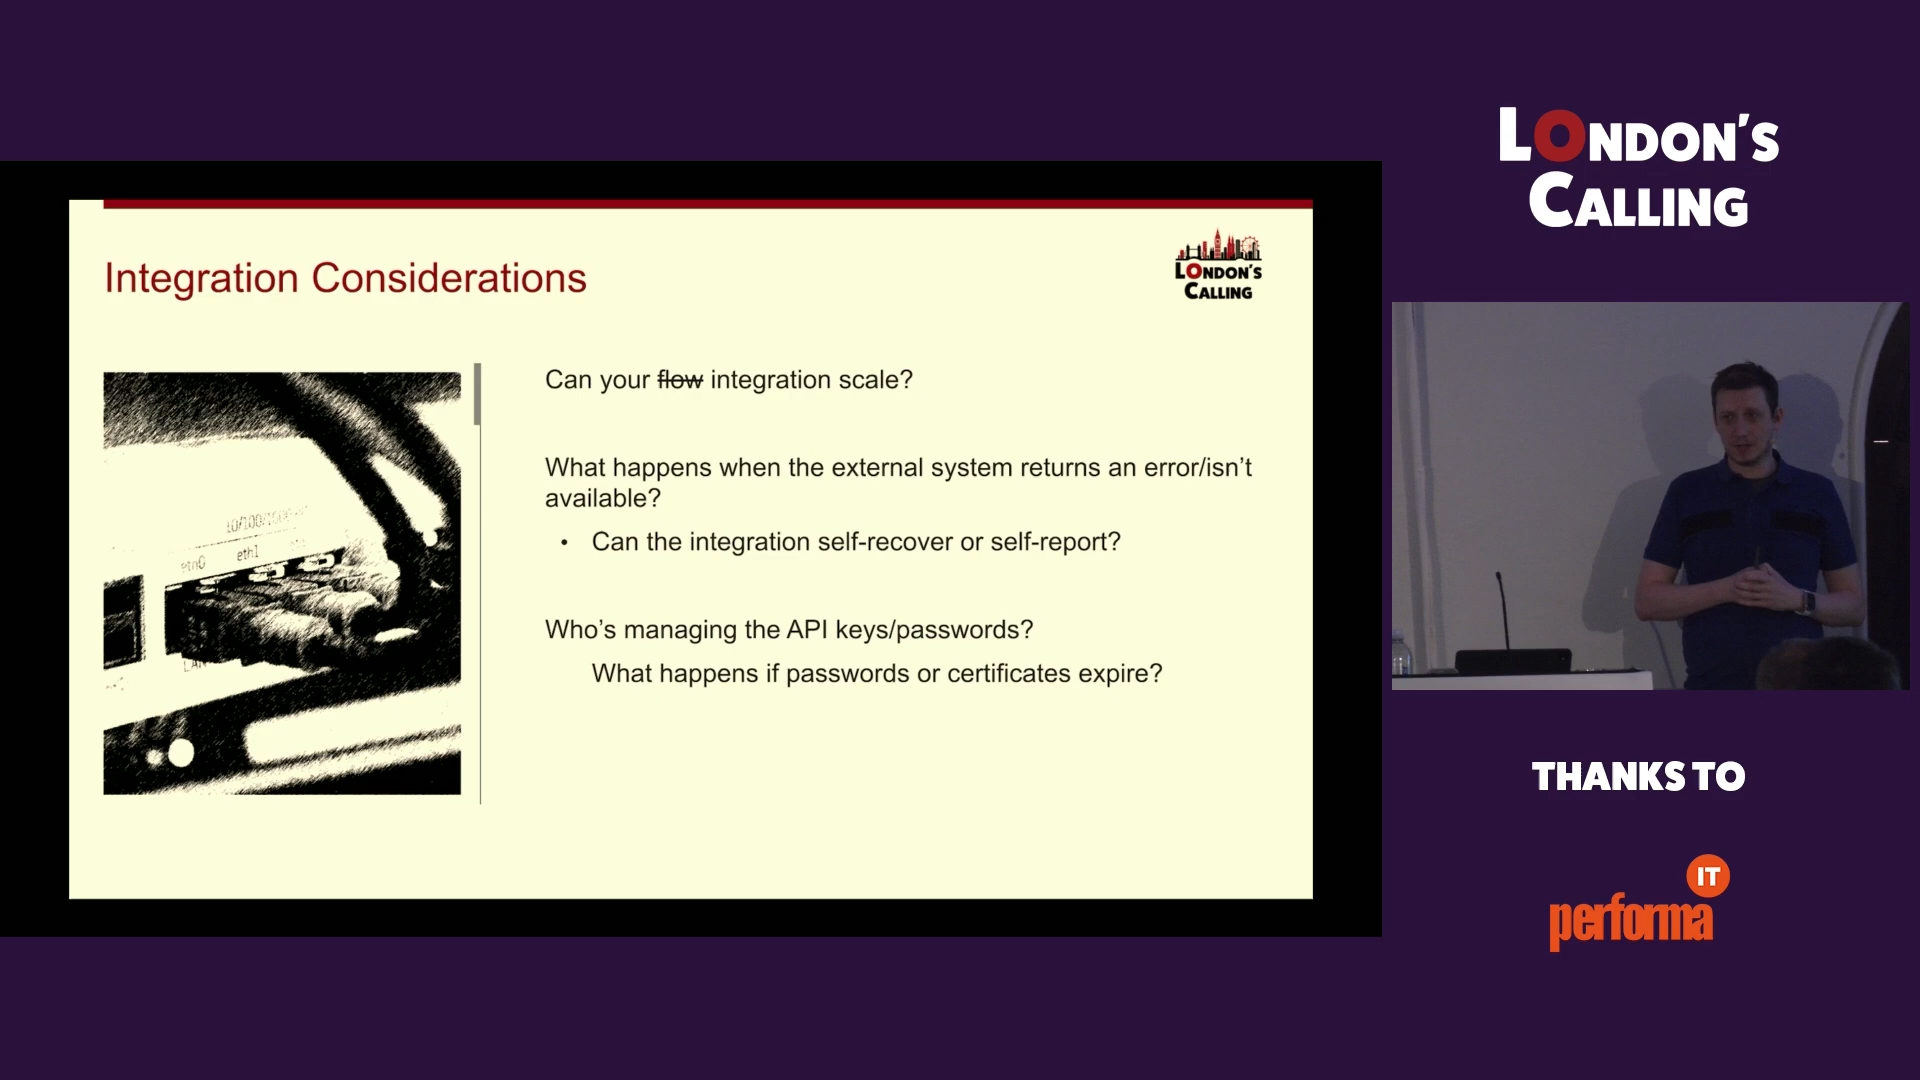 LONDON'S
CALLING
Integration Considerations
LONDON'S
CALLING
Can your flow integration scale?
What happens when the external system returns an error/isn't
available?
• Can the integration self-recover or self-report?
Who's managing the API keys/passwords?
What happens if passwords or certificates expire?
eth1
THANKS TO
IT
performa